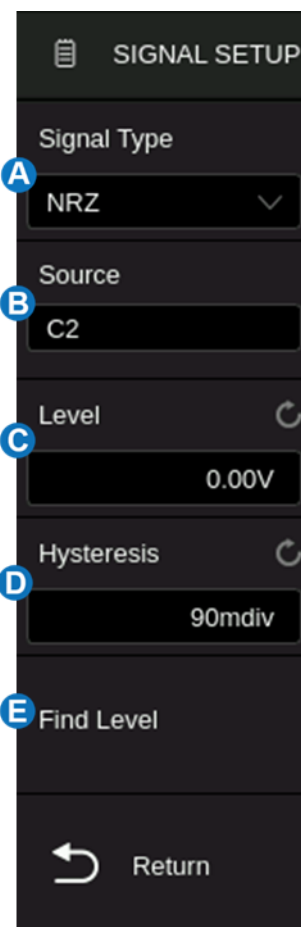 SIGNAL SETUP
Signal Type
A
NRZ
Source
B
C2
Level
C
0.00V
Hysteresis
D
90mdiv
E Find Level
Return